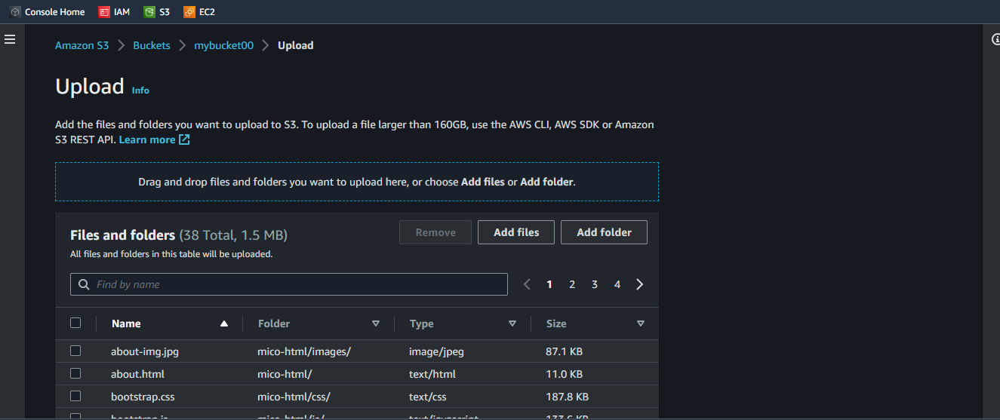 Console Home IAM S3 EC2
Amazon S3 > Buckets > mybucket00 > Upload
Upload Info
Add the files and folders you want to upload to S3. To upload a file larger than 160GB, use the AWS CLI, AWS SDK or Amazon
S3 REST API. Learn more
Drag and drop files and folders you want to upload here, or choose Add files or Add folder.
Files and folders (38 Total, 1.5 MB)
Remove Add files Add folder
All files and folders in this table will be uploaded.
Find by name
1 2 3 4
Name Folder Type Size
about-img.jpg mico-html/images/ image/jpeg 87.1 KB
about.html mico-html/ text/html 11.0 KB
bootstrap.css mico-html/css/ text/css 187.8 KB